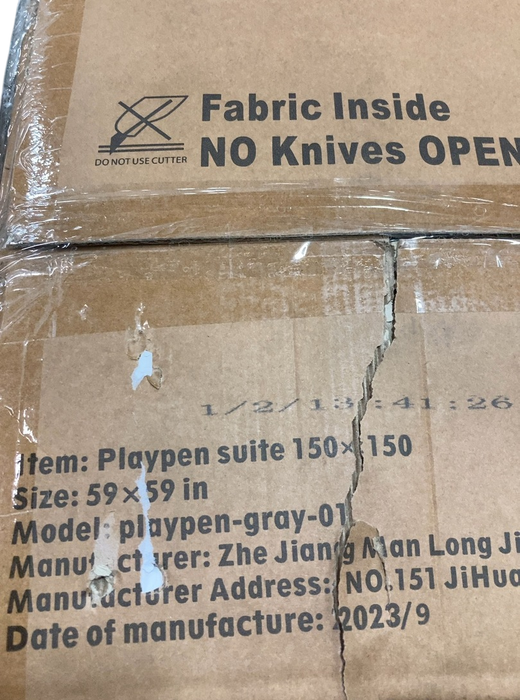 Fabric Inside
DO NOT USE CUTTER
NO Knives OPEN
1/2/13:41:26
Item: Playpen suite 150× 150
Size: 59×59 in
Model: playpen-gray-01
Manufacturer: Zhe Jiang Man Long Ji
Manufacturer Address: NO.151 JiHua
Date of manufacture: 2023/9